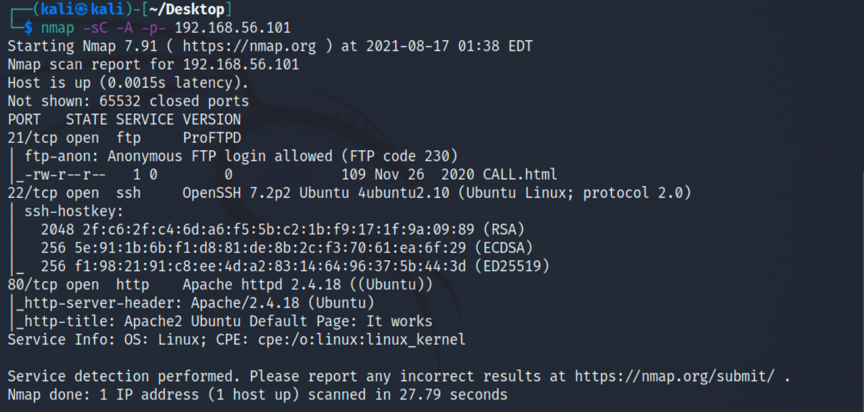 ┌──(kali㉿kali)-[~/Desktop]
└─$ nmap -sC -A -p- 192.168.56.101
Starting Nmap 7.91 ( https://nmap.org ) at 2021-08-17 01:38 EDT
Nmap scan report for 192.168.56.101
Host is up (0.0015s latency).
Not shown: 65532 closed ports
PORT   STATE SERVICE VERSION
21/tcp open  ftp     ProFTPD
| ftp-anon: Anonymous FTP login allowed (FTP code 230)
|_-rw-r--r--   1 0        0             109 Nov 26  2020 CALL.html
22/tcp open  ssh     OpenSSH 7.2p2 Ubuntu 4ubuntu2.10 (Ubuntu Linux; protocol 2.0)
| ssh-hostkey:
|   2048 2f:c6:2f:c4:6d:a6:f5:5b:c2:1b:f9:17:1f:9a:09:89 (RSA)
|   256 5e:91:1b:6b:f1:d8:81:de:8b:2c:f3:70:61:ea:6f:29 (ECDSA)
|_  256 f1:98:21:91:c8:ee:4d:a2:83:14:64:96:37:5b:44:3d (ED25519)
80/tcp open  http    Apache httpd 2.4.18 ((Ubuntu))
|_http-server-header: Apache/2.4.18 (Ubuntu)
|_http-title: Apache2 Ubuntu Default Page: It works
Service Info: OS: Linux; CPE: cpe:/o:linux:linux_kernel

Service detection performed. Please report any incorrect results at https://nmap.org/submit/ .
Nmap done: 1 IP address (1 host up) scanned in 27.79 seconds